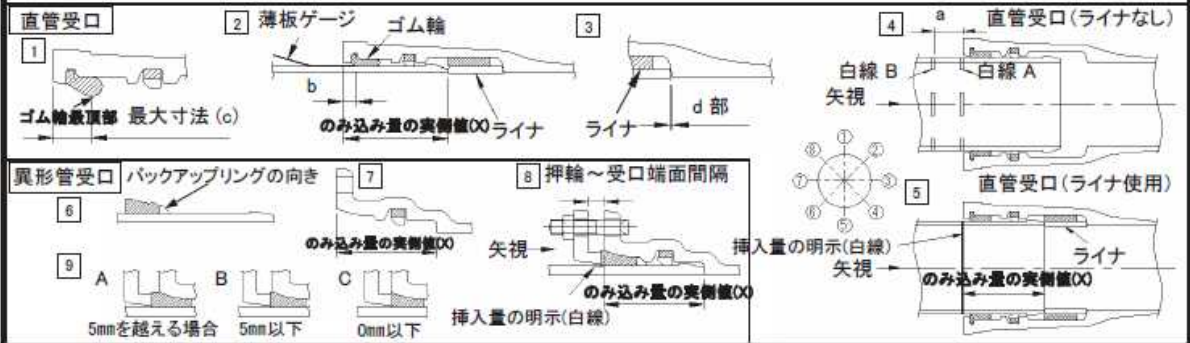 直管受口
1
ゴム輪最頂部 最大寸法(c)
2 薄板ゲージ
ゴム輪
b
のみ込み量の実側値(X)
ライナ
3
ライナ
d 部
4
直管受口(ライナなし)
a
白線 B
白線 A
矢視
① ② ③ ④ ⑤ ⑥ ⑦ ⑧
5
直管受口(ライナ使用)
挿入量の明示(白線)
矢視
ライナ
のみ込み量の実側値(X)
異形管受口
バックアップリングの向き
6
7
のみ込み量の実側値(X)
8 押輪~受口端面間隔
矢視
のみ込み量の実側値(X)
挿入量の明示(白線)
9
A B C
5mmを越える場合 5mm以下 0mm以下